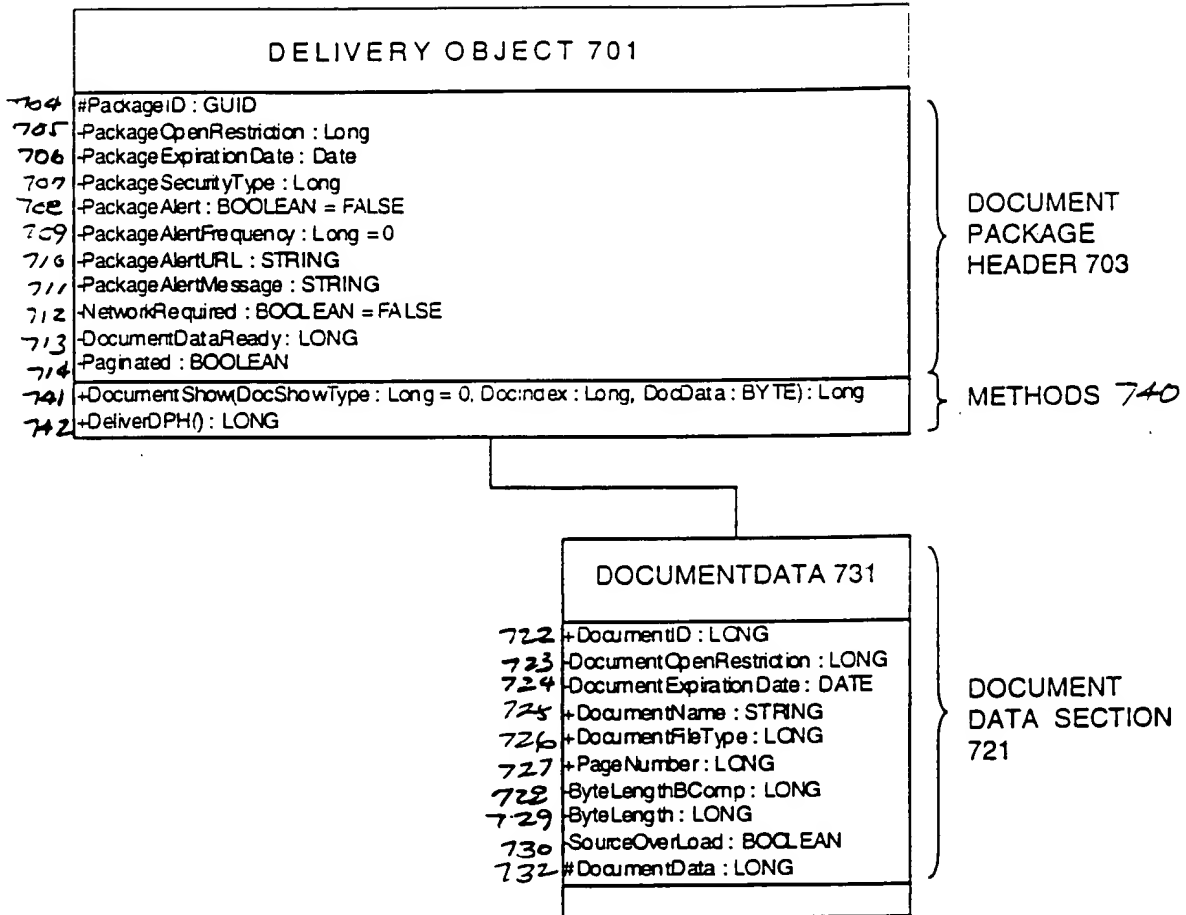 DELIVERY OBJECT 701
704 #PackageID : GUID
705 -PackageOpenRestriction : Long
706 -PackageExpirationDate : Date
707 -PackageSecurityType : Long
708 -PackageAlert : BOOLEAN = FALSE
709 -PackageAlertFrequency : Long = 0
710 -PackageAlertURL : STRING
711 -PackageAlertMessage : STRING
712 -NetworkRequired : BOOLEAN = FALSE
713 -DocumentDataReady : LONG
714 -Paginated : BOOLEAN
DOCUMENT
PACKAGE
HEADER 703
741 +DocumentShow(DocShowType : Long = 0, DocIndex : Long, DocData : BYTE) : Long
742 +DeliverDPH() : LONG
METHODS 740
DOCUMENTDATA 731
722 +DocumentID : LONG
723 -DocumentOpenRestriction : LONG
724 -DocumentExpirationDate : DATE
725 +DocumentName : STRING
726 +DocumentFileType : LONG
727 +PageNumber : LONG
728 -ByteLengthBComp : LONG
729 -ByteLength : LONG
730 -SourceOverLoad : BOOLEAN
732 #DocumentData : LONG
DOCUMENT
DATA SECTION
721